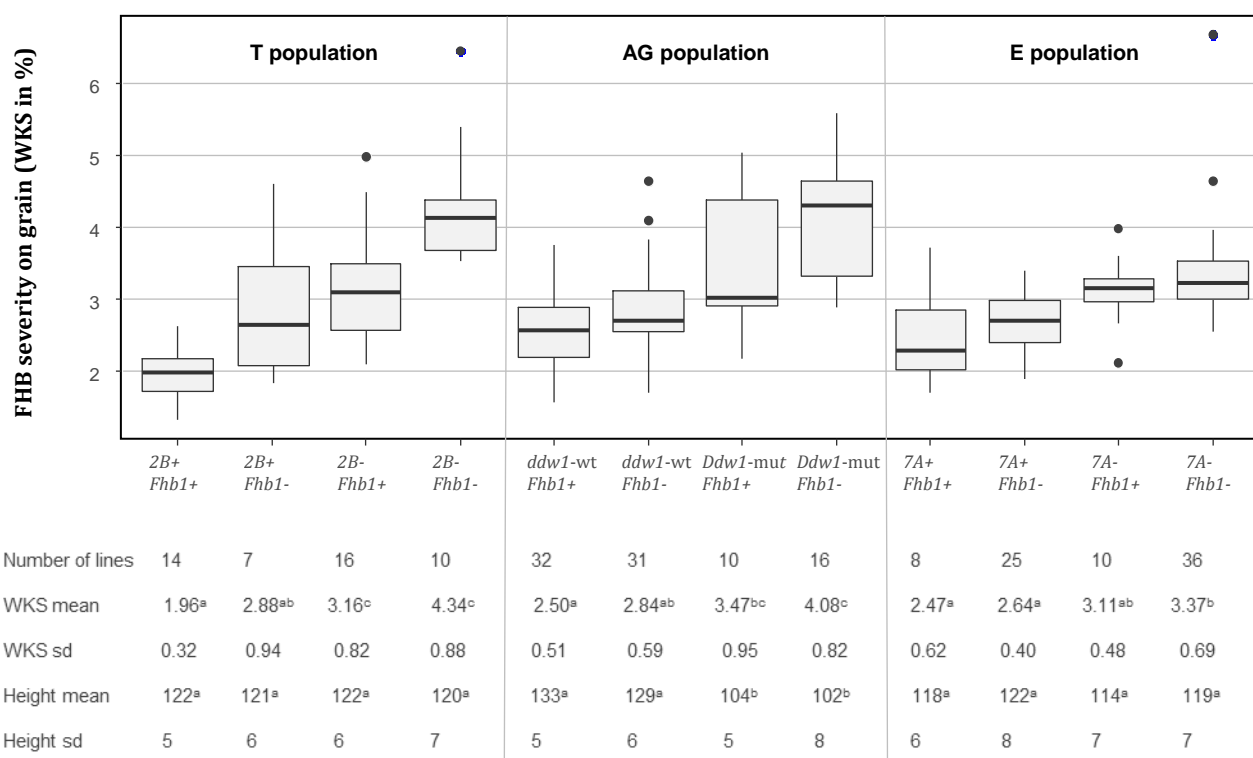 FHB severity on grain (WKS in %)
T population AG population E population
6
5
4
3
2
2B+ 2B+ 2B- 2B- ddw1-wt ddw1-wt Ddw1-mut Ddw1-mut 7A+ 7A+ 7A- 7A-
Fhb1+ Fhb1- Fhb1+ Fhb1- Fhb1+ Fhb1- Fhb1+ Fhb1- Fhb1+ Fhb1- Fhb1+ Fhb1-
Number of lines 14 7 16 10 32 31 10 16 8 25 10 36
WKS mean 1.96ᵃ 2.88ᵃᵇ 3.16ᶜ 4.34ᶜ 2.50ᵃ 2.84ᵃᵇ 3.47ᵇᶜ 4.08ᶜ 2.47ᵃ 2.64ᵃ 3.11ᵃᵇ 3.37ᵇ
WKS sd 0.32 0.94 0.82 0.88 0.51 0.59 0.95 0.82 0.62 0.40 0.48 0.69
Height mean 122ᵃ 121ᵃ 122ᵃ 120ᵃ 133ᵃ 129ᵃ 104ᵇ 102ᵇ 118ᵃ 122ᵃ 114ᵃ 119ᵃ
Height sd 5 6 6 7 5 6 5 8 6 8 7 7